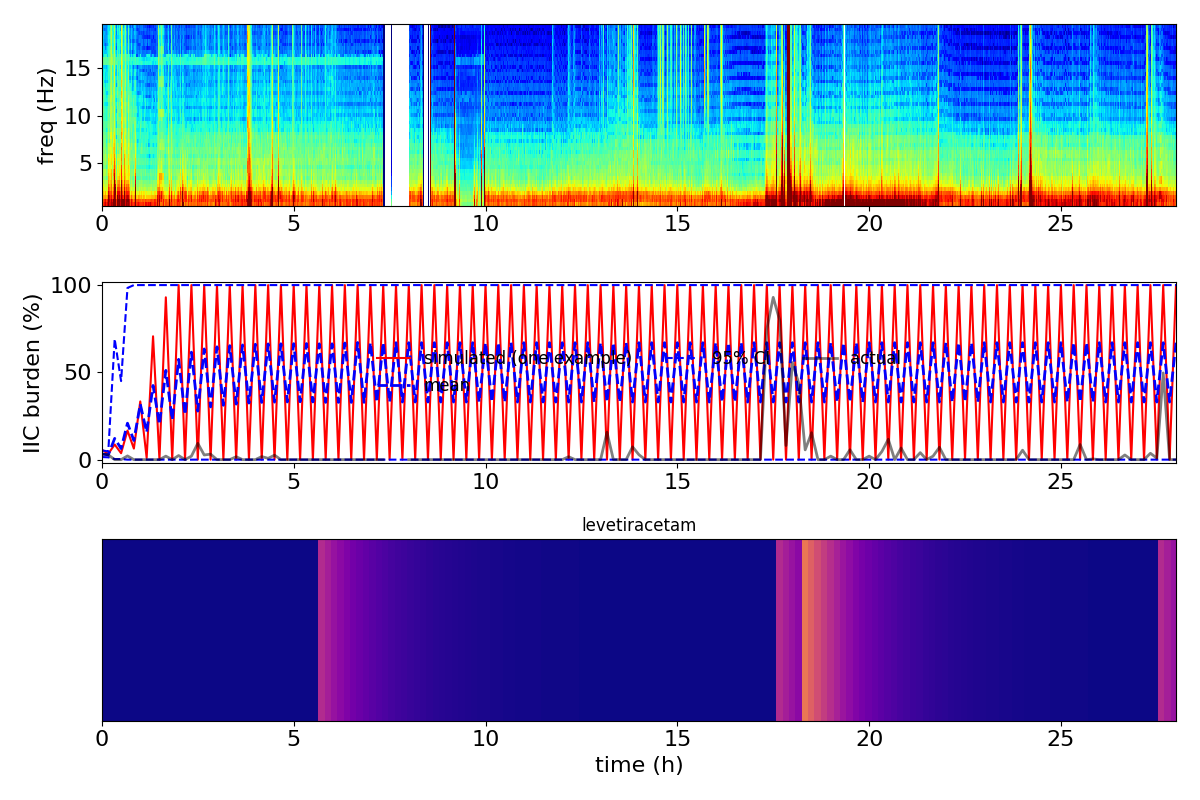 freq (Hz)
15
10
5
0 5 10 15 20 25
IIC burden (%)
100
50
0
simulated (one example) 95% CI actual
mean
0 5 10 15 20 25
levetiracetam
0 5 10 15 20 25
time (h)